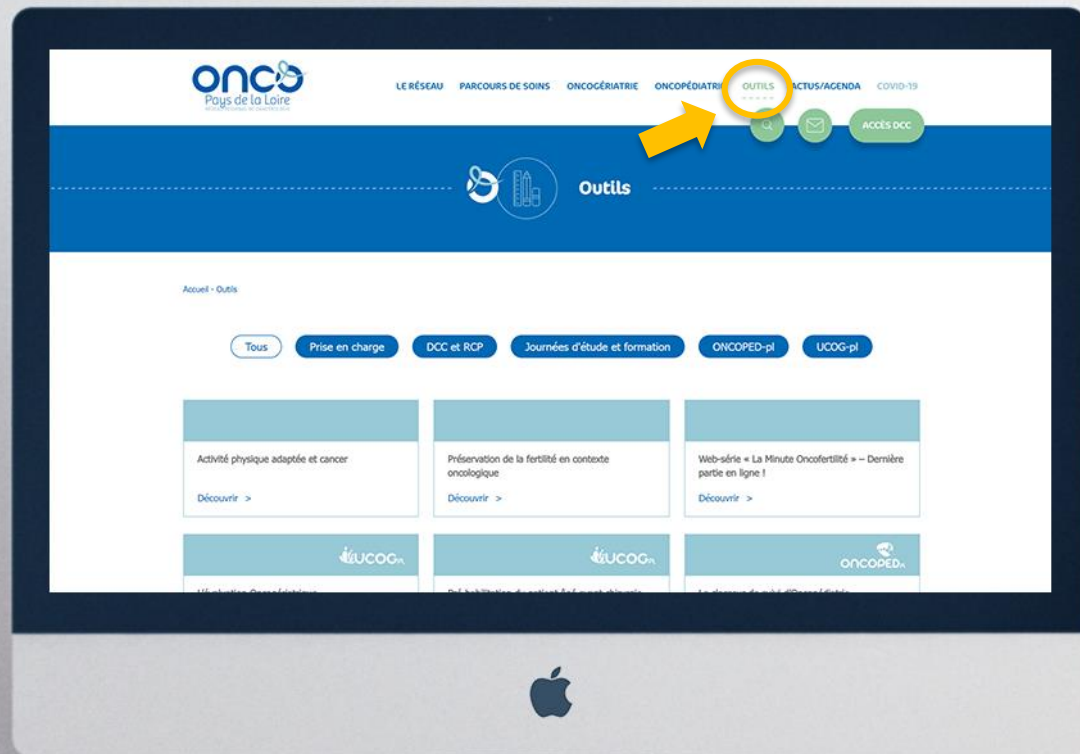 onco
Pays de la Loire
LE RÉSEAU PARCOURS DE SOINS ONCOGÉRIATRIE ONCOPÉDIATRIE OUTILS ACTUS/AGENDA COVID-19
ACCÈS DCC
Outils
Accueil - Outils
Tous Prise en charge DCC et RCP Journées d'étude et formation ONCOPED-pl UCOG-pl
Activité physique adaptée et cancer
Découvrir >
Préservation de la fertilité en contexte
oncologique
Découvrir >
Web-série « La Minute Oncofertilité » – Dernière
partie en ligne !
Découvrir >
UCOGPL
UCOGPL
ONCOPEDPL